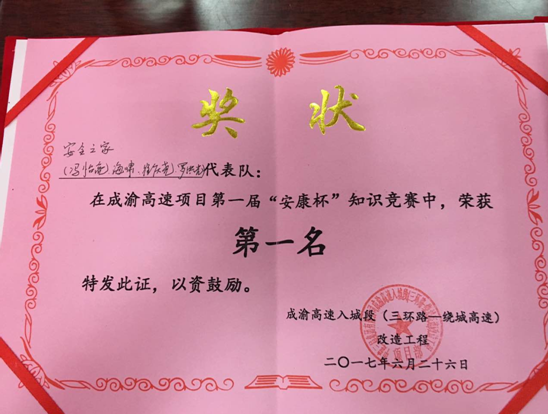 奖状
安全之家
代表队：
在成渝高速项目第一届“安康杯”知识竞赛中，荣获
第一名
特发此证，以资鼓励。
成渝高速入城段（三环路—绕城高速）
改造工程
二〇一七年六月二十六日